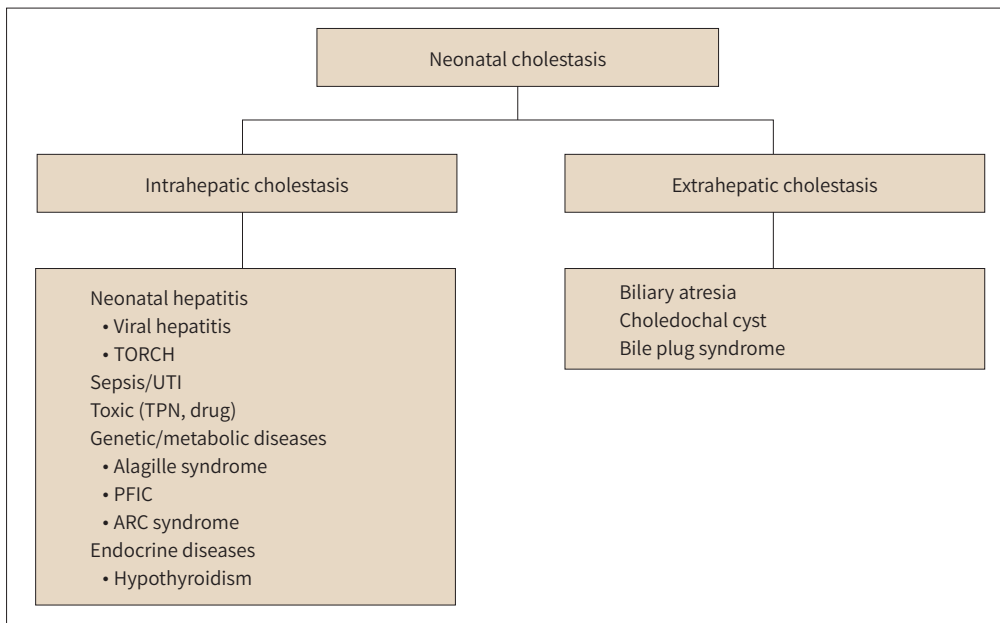 Neonatal cholestasis
Intrahepatic cholestasis
Extrahepatic cholestasis
Neonatal hepatitis
• Viral hepatitis
• TORCH
Sepsis/UTI
Toxic (TPN, drug)
Genetic/metabolic diseases
• Alagille syndrome
• PFIC
• ARC syndrome
Endocrine diseases
• Hypothyroidism
Biliary atresia
Choledochal cyst
Bile plug syndrome